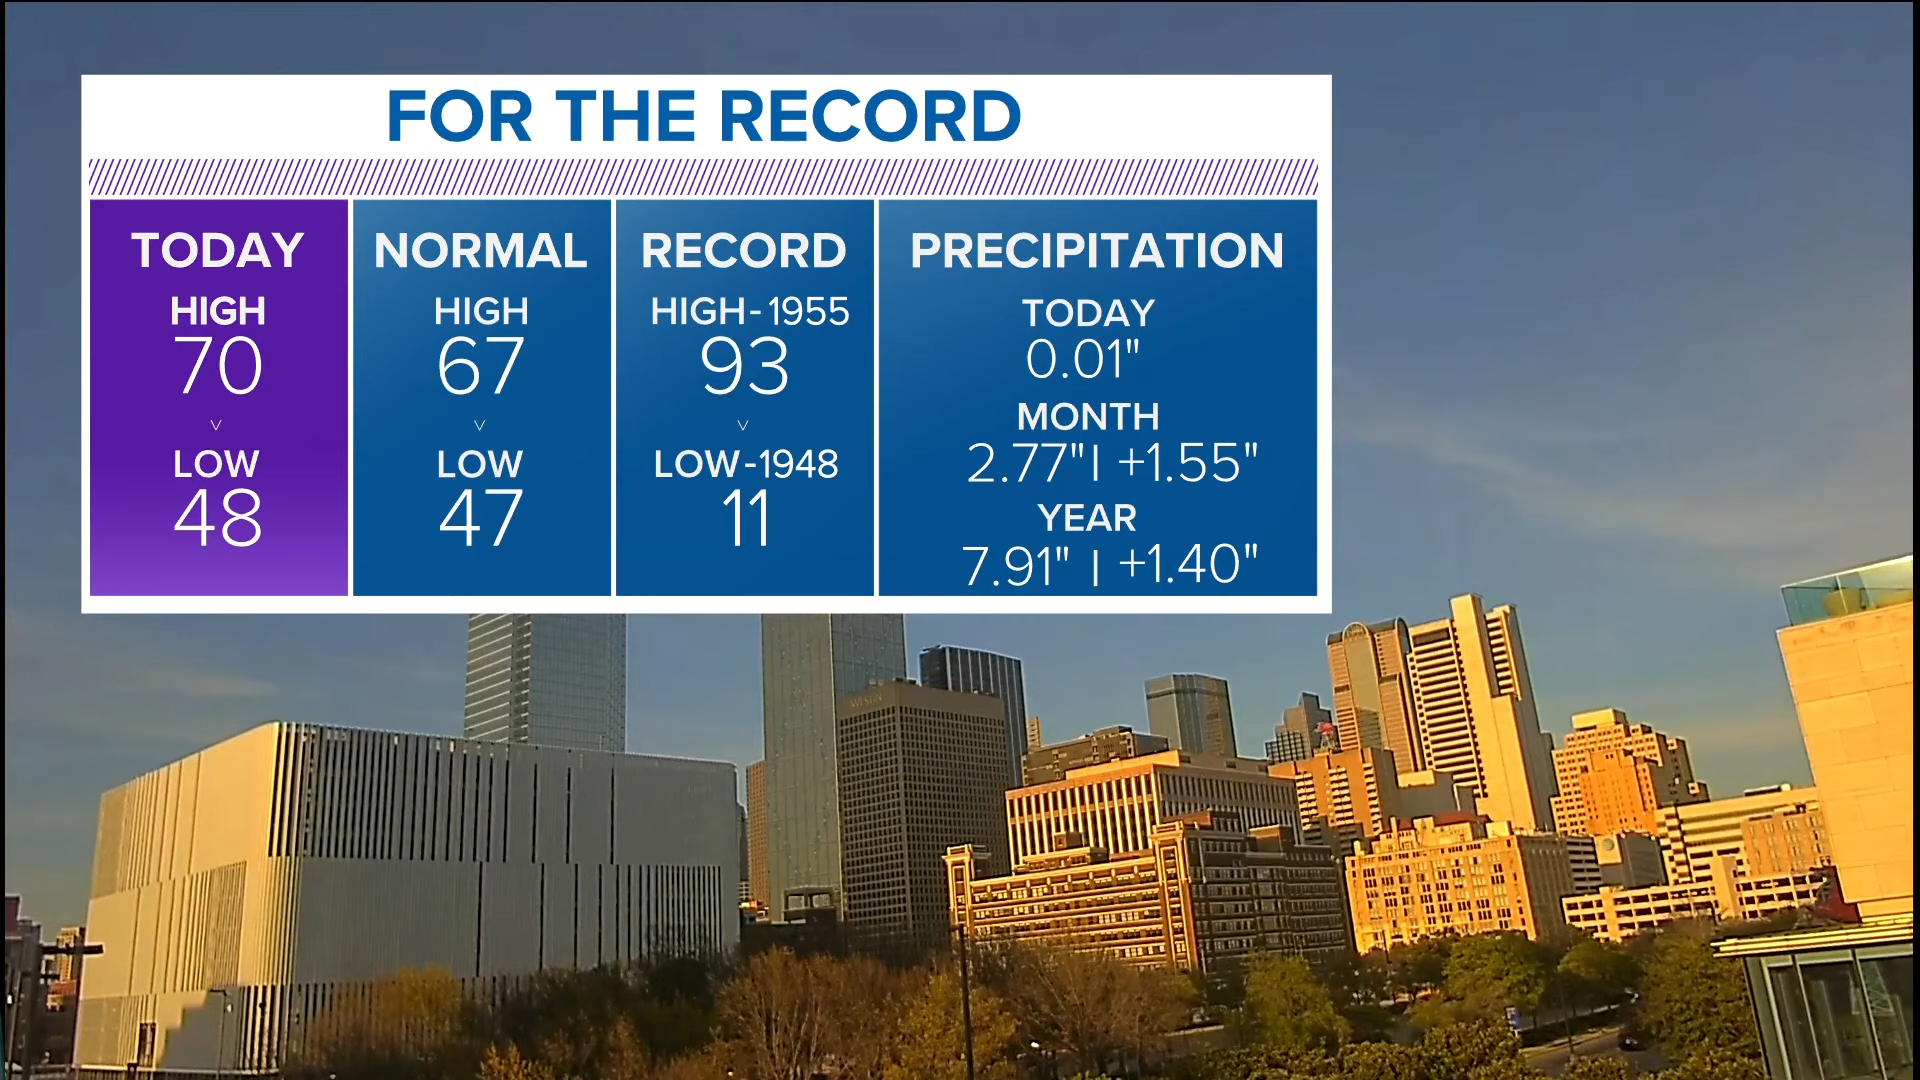 FOR THE RECORD
TODAY
HIGH
70
LOW
48
NORMAL
HIGH
67
LOW
47
RECORD
HIGH-1955
93
LOW-1948
11
PRECIPITATION
TODAY
0.01"
MONTH
2.77"| +1.55"
YEAR
7.91" | +1.40"